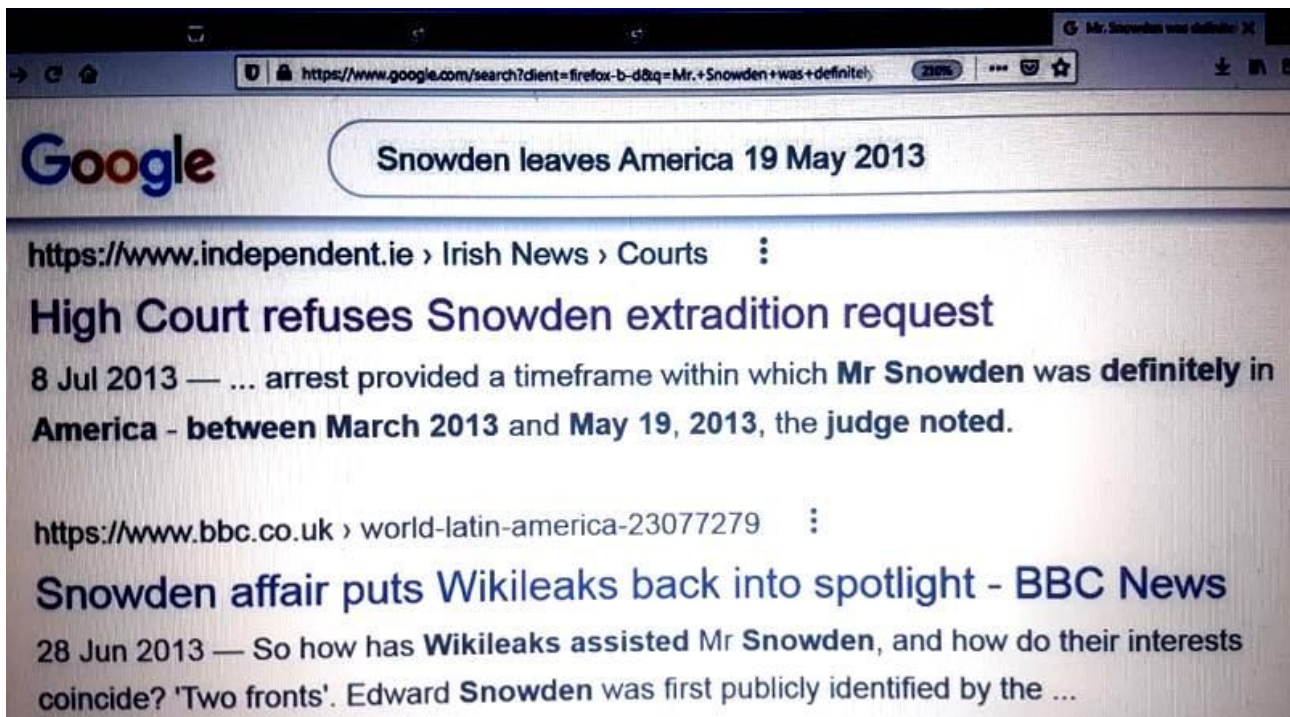 G Mr. Snowden was definitely
https://www.google.com/search?client=firefox-b-d&q=Mr.+Snowden+was+definitely
210%
Google
Snowden leaves America 19 May 2013
https://www.independent.ie › Irish News › Courts
High Court refuses Snowden extradition request
8 Jul 2013 — ... arrest provided a timeframe within which Mr Snowden was definitely in
America - between March 2013 and May 19, 2013, the judge noted.
https://www.bbc.co.uk › world-latin-america-23077279
Snowden affair puts Wikileaks back into spotlight - BBC News
28 Jun 2013 — So how has Wikileaks assisted Mr Snowden, and how do their interests
coincide? 'Two fronts'. Edward Snowden was first publicly identified by the ...